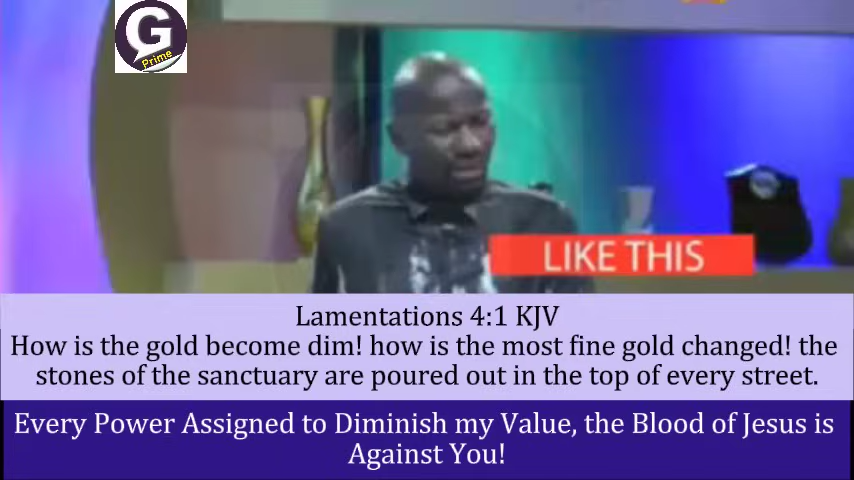 G
Prime
LIKE THIS
Lamentations 4:1 KJV
How is the gold become dim! how is the most fine gold changed! the
stones of the sanctuary are poured out in the top of every street.
Every Power Assigned to Diminish my Value, the Blood of Jesus is
Against You!